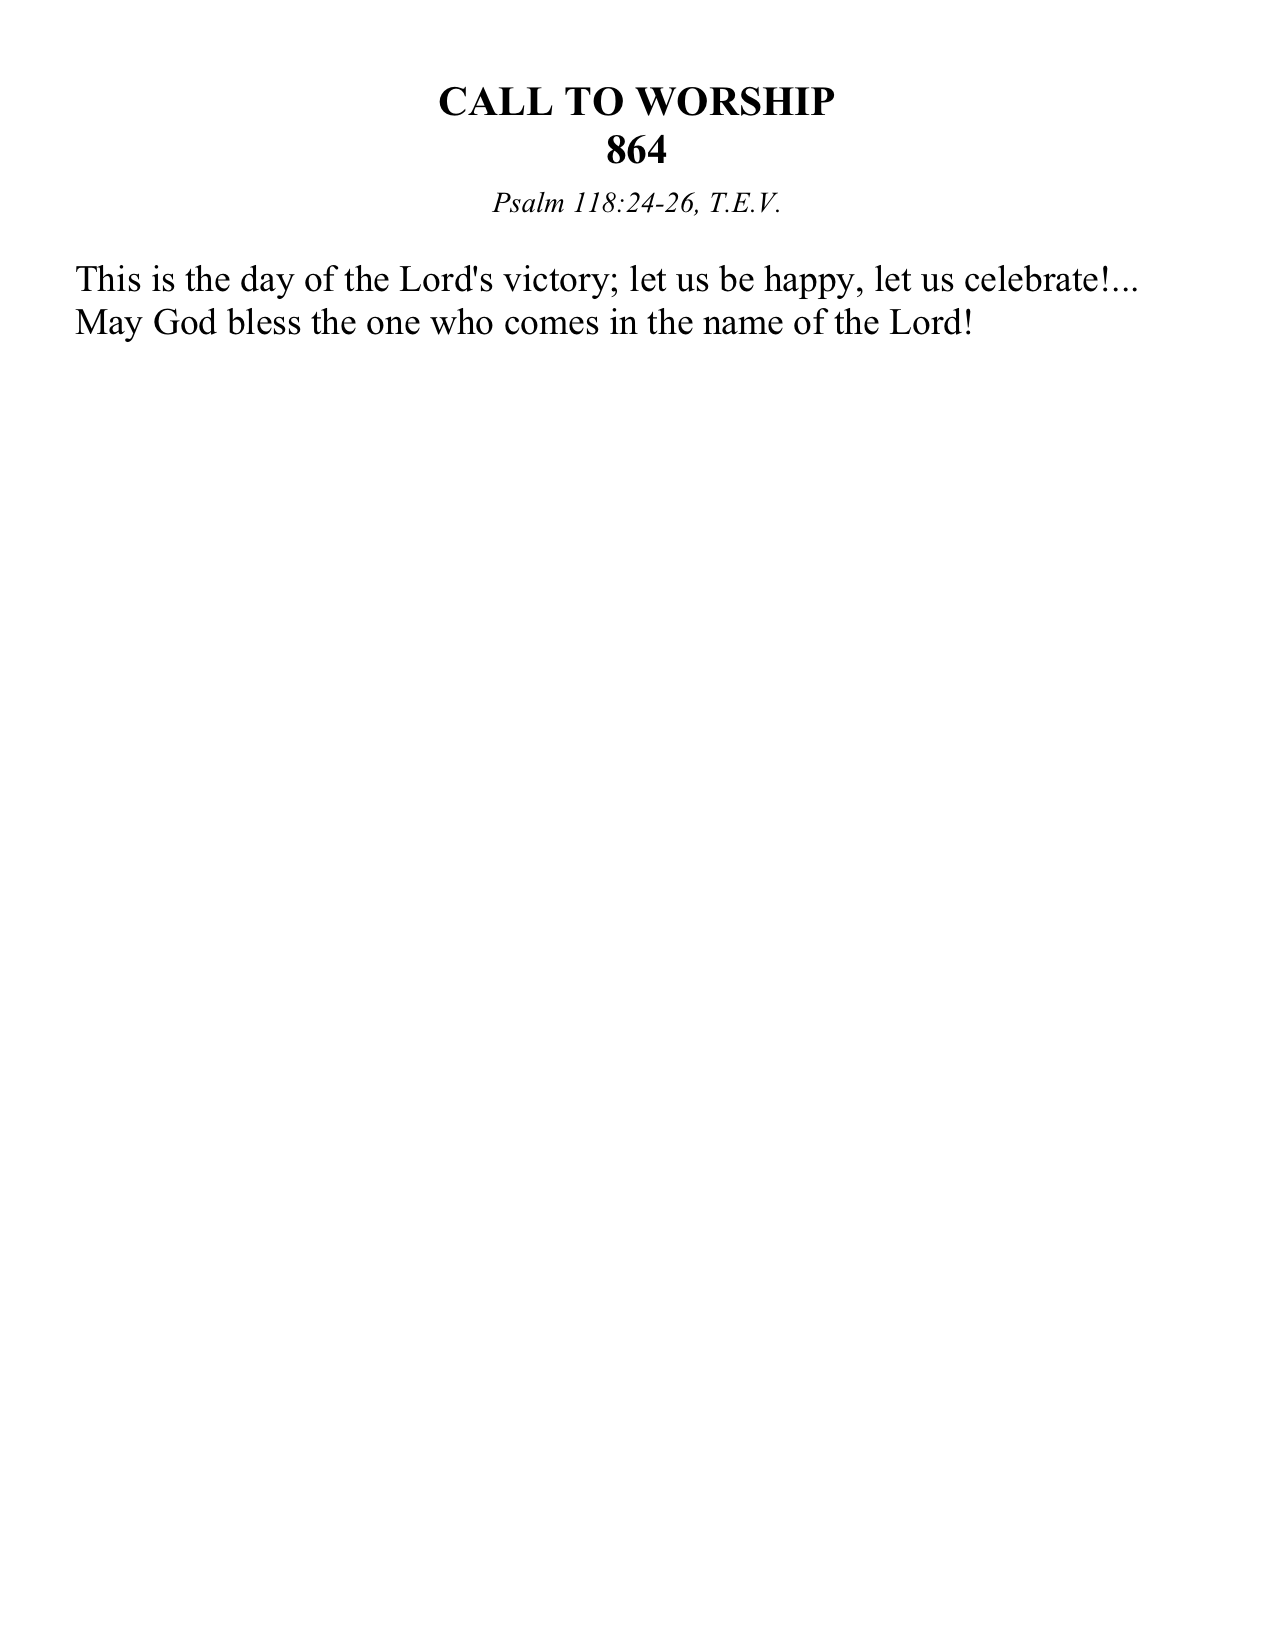 CALL TO WORSHIP
864
Psalm 118:24-26, T.E.V.
This is the day of the Lord's victory; let us be happy, let us celebrate!...
May God bless the one who comes in the name of the Lord!